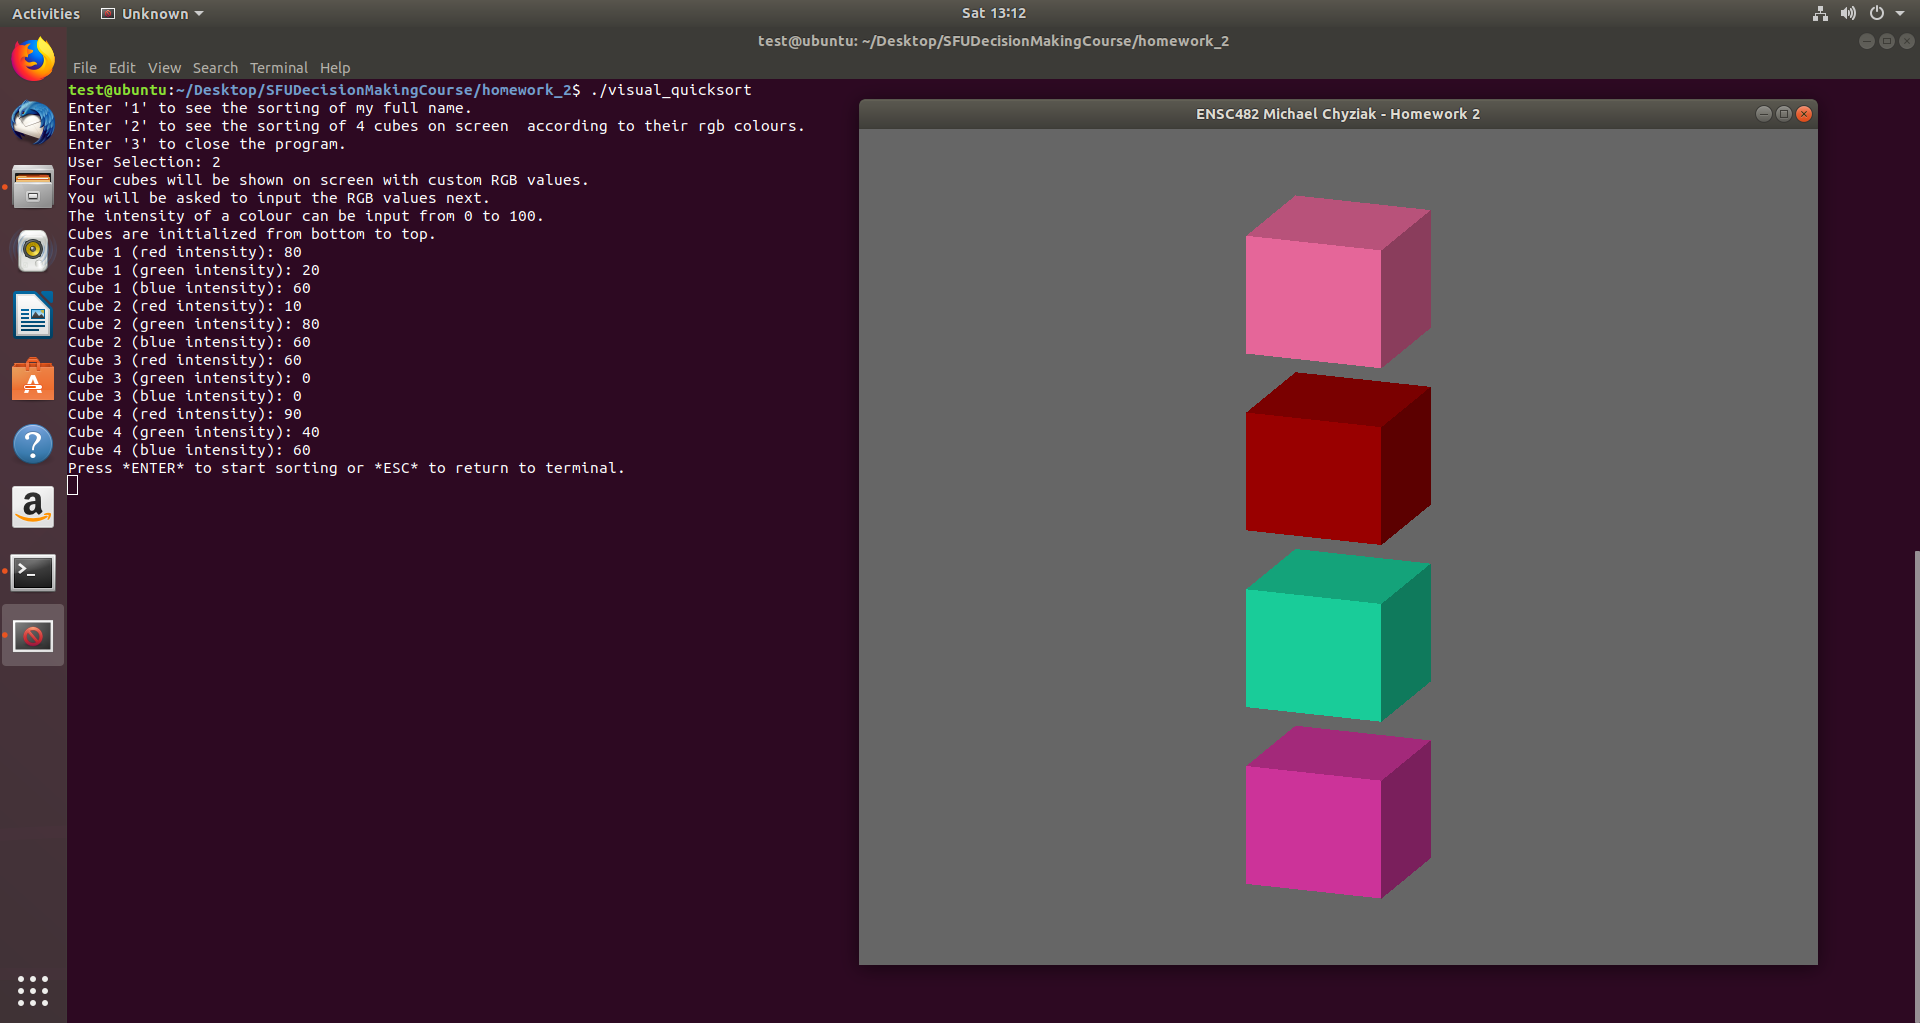 Activities Unknown Sat 13:12
test@ubuntu: ~/Desktop/SFUDecisionMakingCourse/homework_2
File Edit View Search Terminal Help
test@ubuntu:~/Desktop/SFUDecisionMakingCourse/homework_2$ ./visual_quicksort
Enter '1' to see the sorting of my full name.
Enter '2' to see the sorting of 4 cubes on screen  according to their rgb colours.
Enter '3' to close the program.
User Selection: 2
Four cubes will be shown on screen with custom RGB values.
You will be asked to input the RGB values next.
The intensity of a colour can be input from 0 to 100.
Cubes are initialized from bottom to top.
Cube 1 (red intensity): 80
Cube 1 (green intensity): 20
Cube 1 (blue intensity): 60
Cube 2 (red intensity): 10
Cube 2 (green intensity): 80
Cube 2 (blue intensity): 60
Cube 3 (red intensity): 60
Cube 3 (green intensity): 0
Cube 3 (blue intensity): 0
Cube 4 (red intensity): 90
Cube 4 (green intensity): 40
Cube 4 (blue intensity): 60
Press *ENTER* to start sorting or *ESC* to return to terminal.
ENSC482 Michael Chyziak - Homework 2